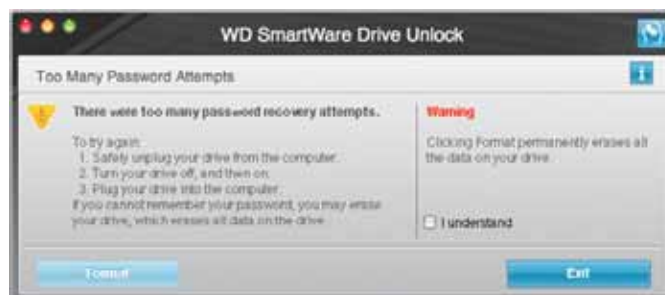 WD SmartWare Drive Unlock
Too Many Password Attempts
There were too many password recovery attempts.
To try again:
1. Safely unplug your drive from the computer.
2. Turn your drive off, and then on.
3. Plug your drive into the computer.
If you cannot remember your password, you may erase
your drive, which erases all data on the drive.
Warning
Clicking Format permanently erases all
the data on your drive.
I understand
Format
Exit